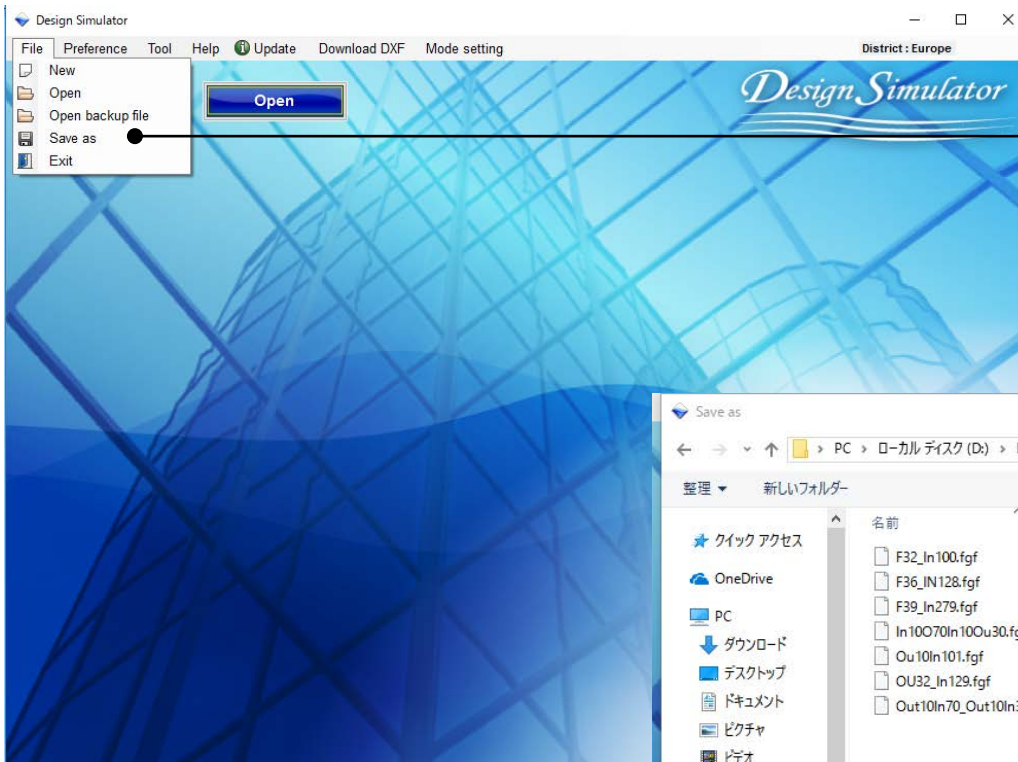 Design Simulator
File Preference Tool Help Update Download DXF Mode setting District : Europe
New
Open
Open backup file
Save as
Exit
Open
Design Simulator
Save as
PC › ローカル ディスク (D:) ›
整理 新しいフォルダー
クイック アクセス
OneDrive
PC
ダウンロード
デスクトップ
ドキュメント
ピクチャ
ビデオ
名前
F32_In100.fgf
F36_IN128.fgf
F39_In279.fgf
In10O70In10Ou30.fg
Ou10In101.fgf
OU32_In129.fgf
Out10In70_Out10In